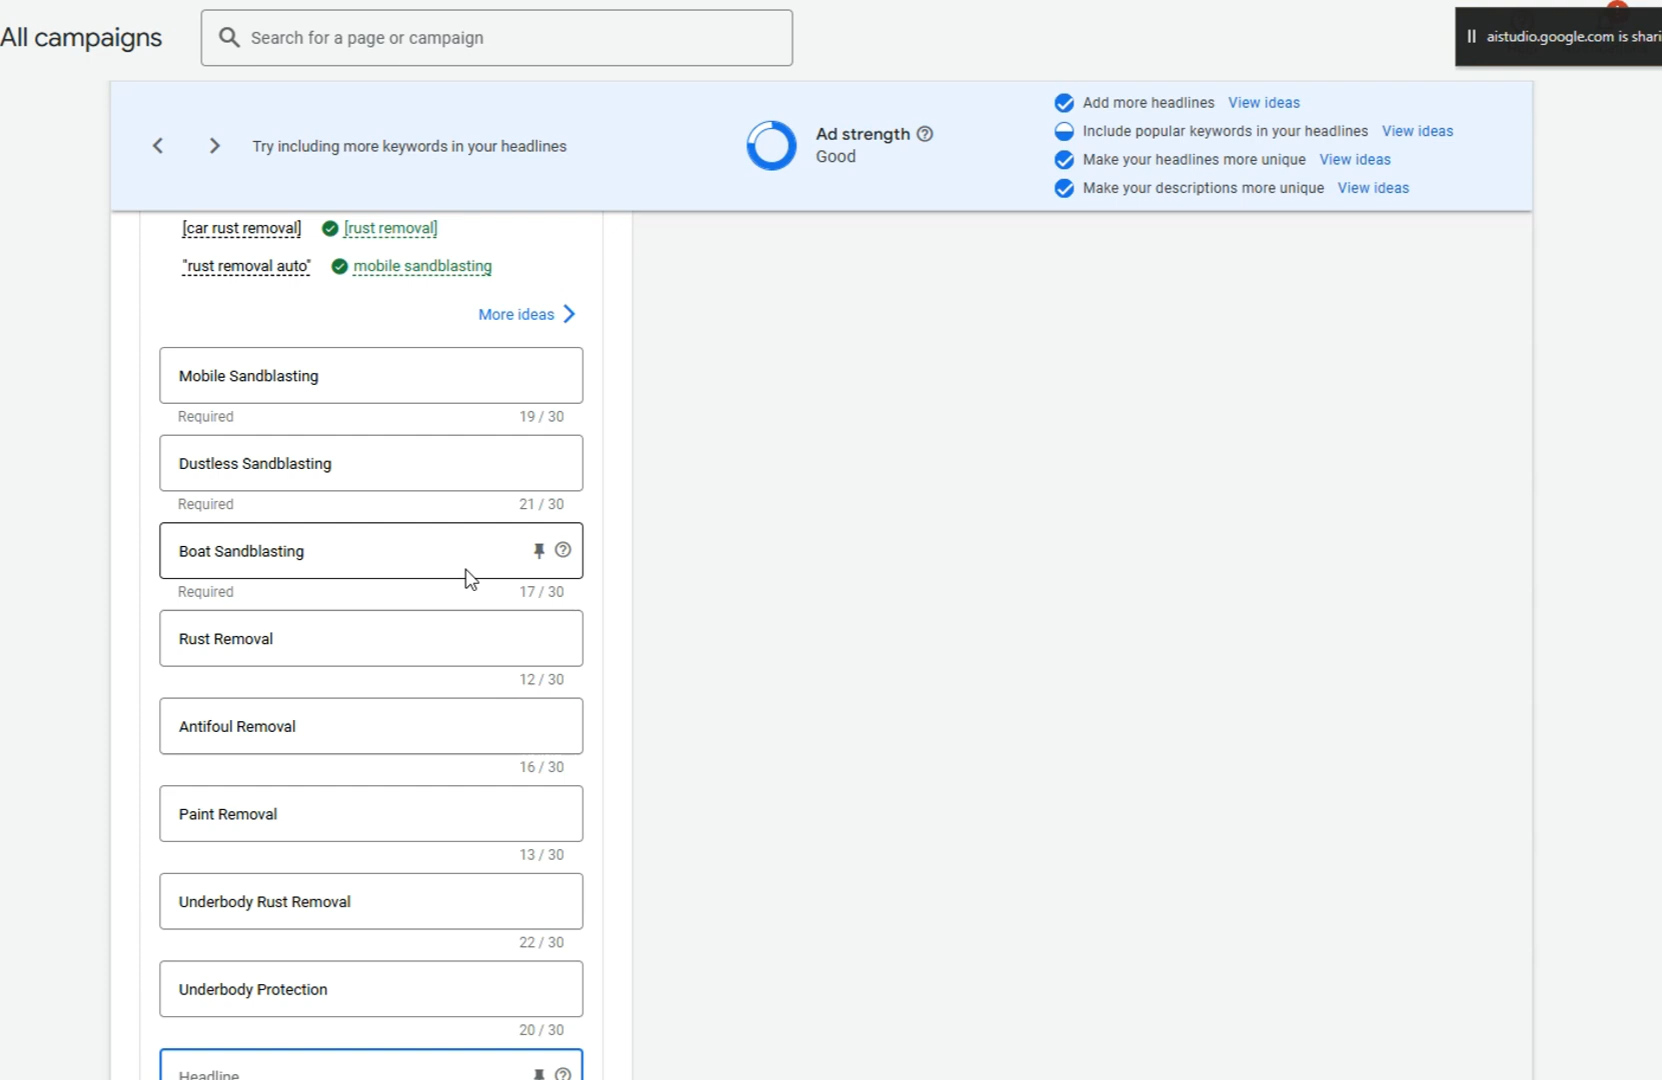 All campaigns
Search for a page or campaign
aistudio.google.com is shari
Try including more keywords in your headlines
Ad strength
Good
Add more headlines View ideas
Include popular keywords in your headlines View ideas
Make your headlines more unique View ideas
Make your descriptions more unique View ideas
[car rust removal] [rust removal]
"rust removal auto" mobile sandblasting
More ideas
Mobile Sandblasting
Required 19 / 30
Dustless Sandblasting
Required 21 / 30
Boat Sandblasting
Required 17 / 30
Rust Removal
12 / 30
Antifoul Removal
16 / 30
Paint Removal
13 / 30
Underbody Rust Removal
22 / 30
Underbody Protection
20 / 30
Headline